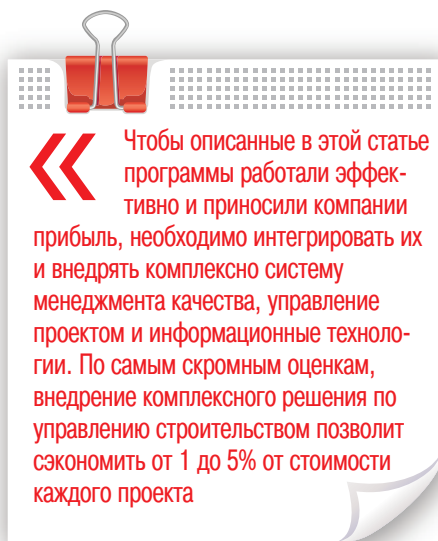 «
Чтобы описанные в этой статье
программы работали эффек-
тивно и приносили компании
прибыль, необходимо интегрировать их
и внедрять комплексно систему
менеджмента качества, управление
проектом и информационные техноло-
гии. По самым скромным оценкам,
внедрение комплексного решения по
управлению строительством позволит
сэкономить от 1 до 5% от стоимости
каждого проекта